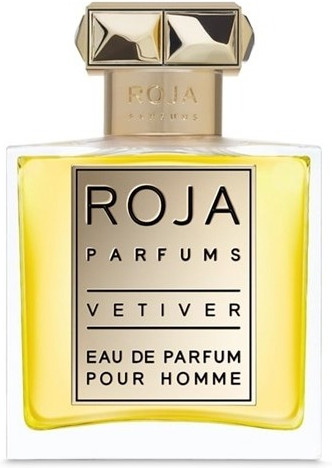 ROJA
PARFUMS
ROJA
PARFUMS
VETIVER
EAU DE PARFUM
POUR HOMME